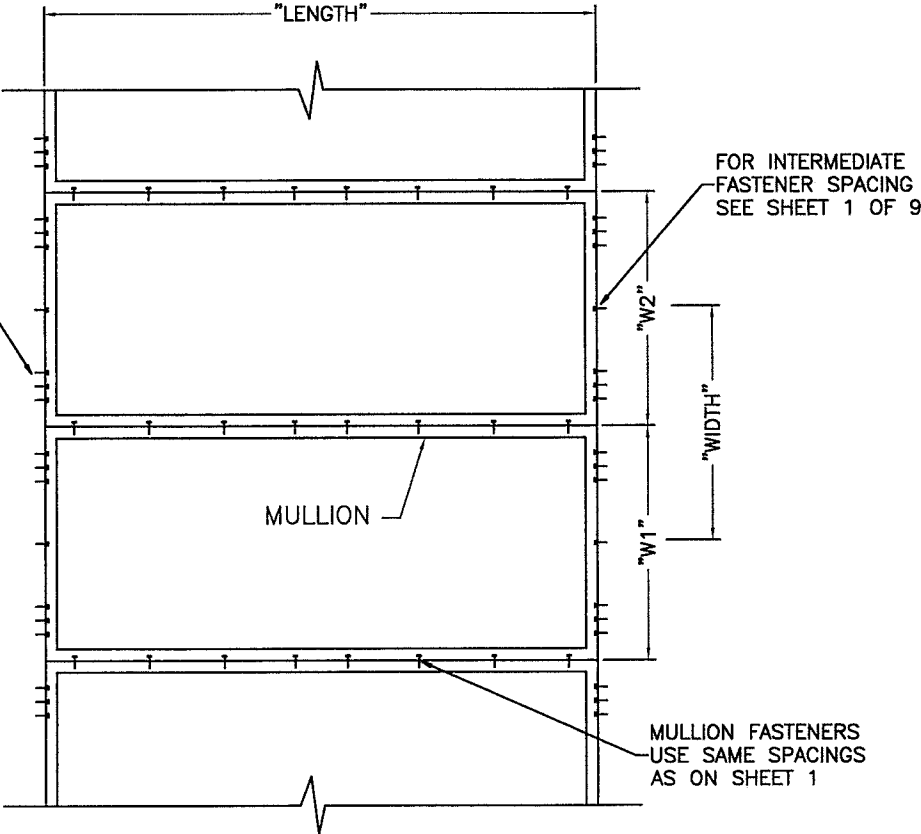 "LENGTH"
FOR INTERMEDIATE
FASTENER SPACING
SEE SHEET 1 OF 9
"W2"
"WIDTH"
MULLION
"W1"
MULLION FASTENERS
USE SAME SPACINGS
AS ON SHEET 1